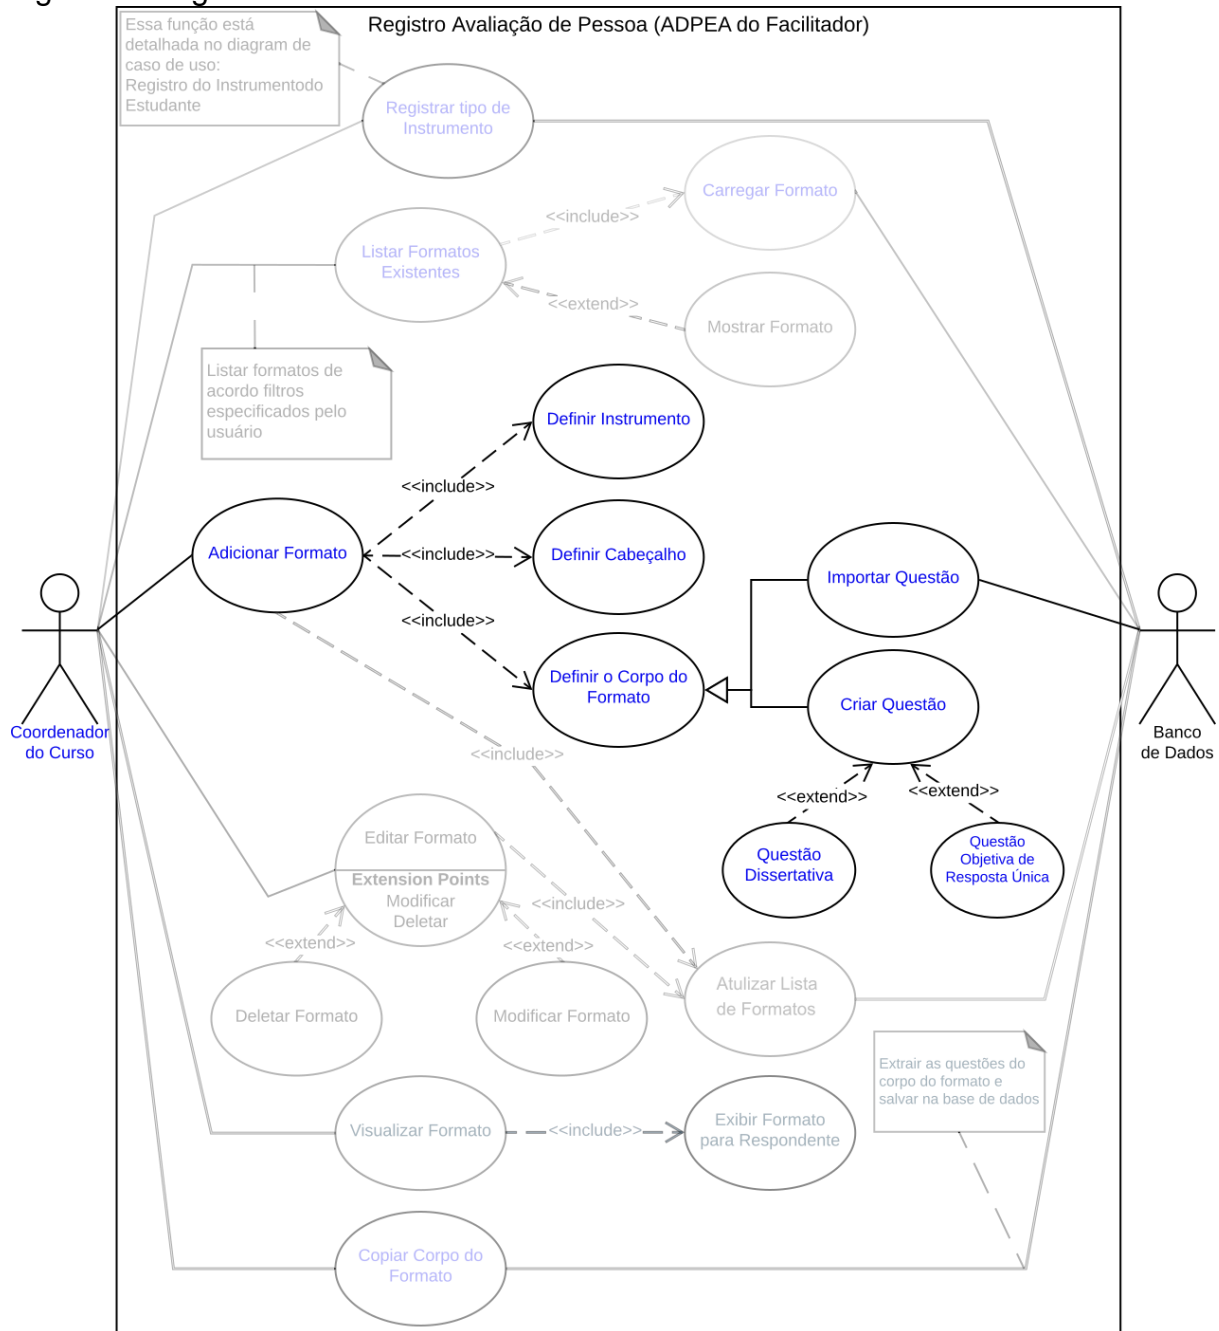 Registro Avaliação de Pessoa (ADPEA do Facilitador)
Essa função está
detalhada no diagram de
caso de uso:
Registro do Instrumentodo
Estudante
Registrar tipo de
Instrumento
Carregar Formato
<<include>>
Listar Formatos
Existentes
<<extend>>
Mostrar Formato
Listar formatos de
acordo filtros
especificados pelo
usuário
Definir Instrumento
<<include>>
Adicionar Formato
<<include>>
Definir Cabeçalho
Importar Questão
<<include>>
Definir o Corpo do
Formato
Criar Questão
Coordenador
do Curso
Banco
de Dados
<<include>>
<<extend>>
<<extend>>
Editar Formato
Extension Points
Modificar
Deletar
Questão
Dissertativa
Questão
Objetiva de
Resposta Única
<<include>>
<<extend>>
<<extend>>
Deletar Formato
Modificar Formato
Atulizar Lista
de Formatos
Extrair as questões do
corpo do formato e
salvar na base de dados
Visualizar Formato
<<include>>
Exibir Formato
para Respondente
Copiar Corpo do
Formato